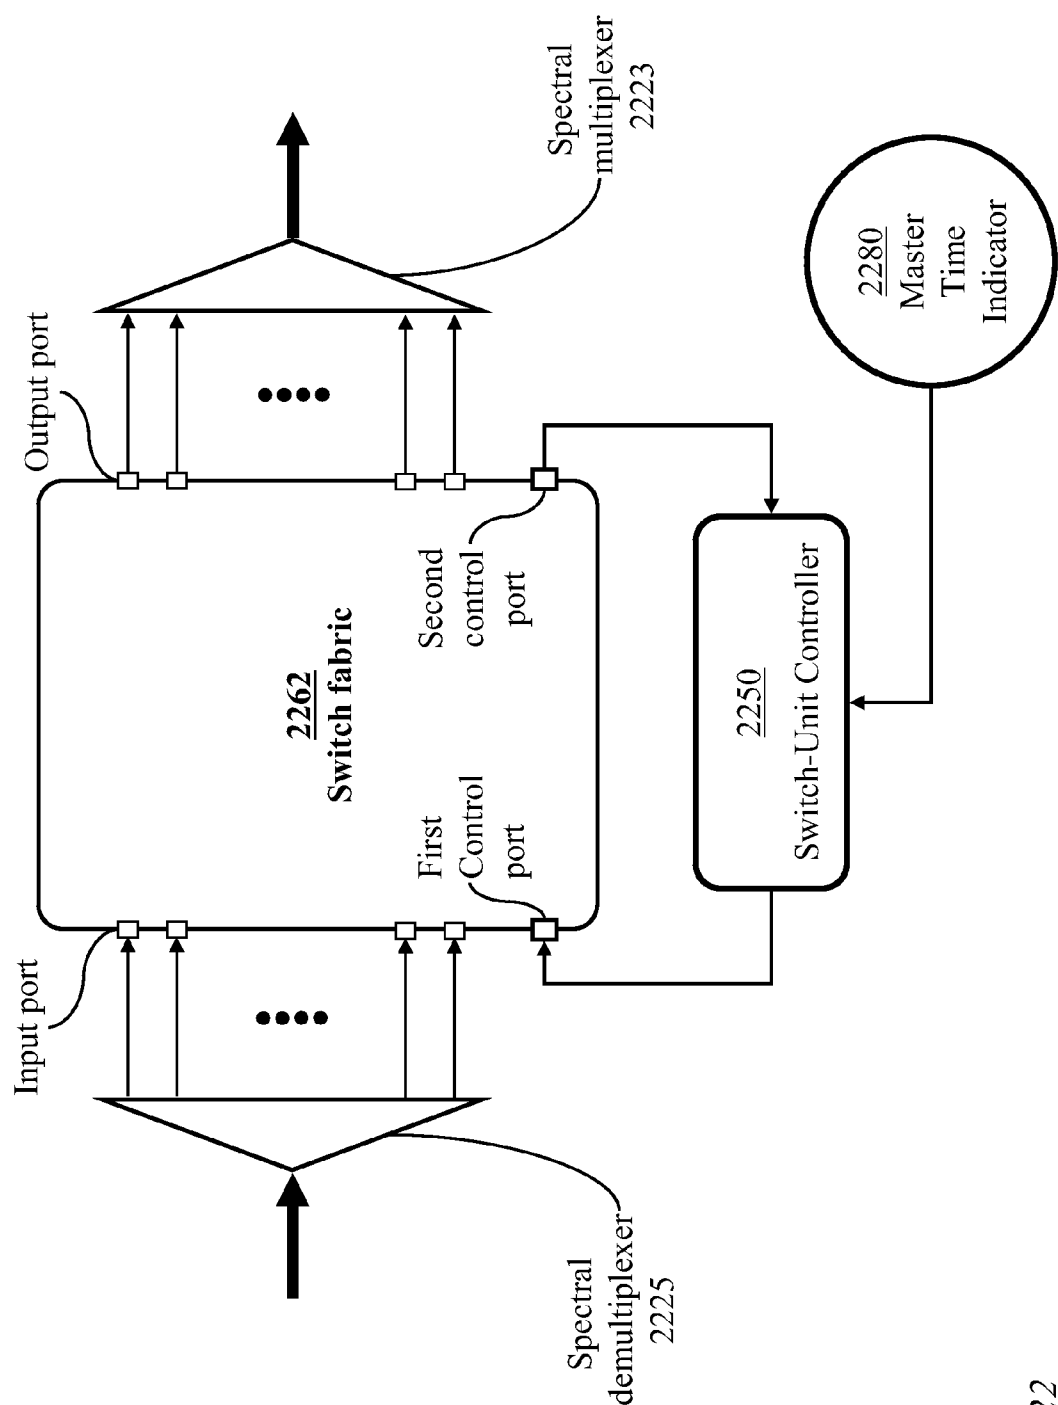 Input port
Output port
2262
Switch fabric
First
Control
port
Second
control
port
Spectral
demultiplexer
2225
Spectral
multiplexer
2223
2250
Switch-Unit Controller
2280
Master
Time
Indicator
22